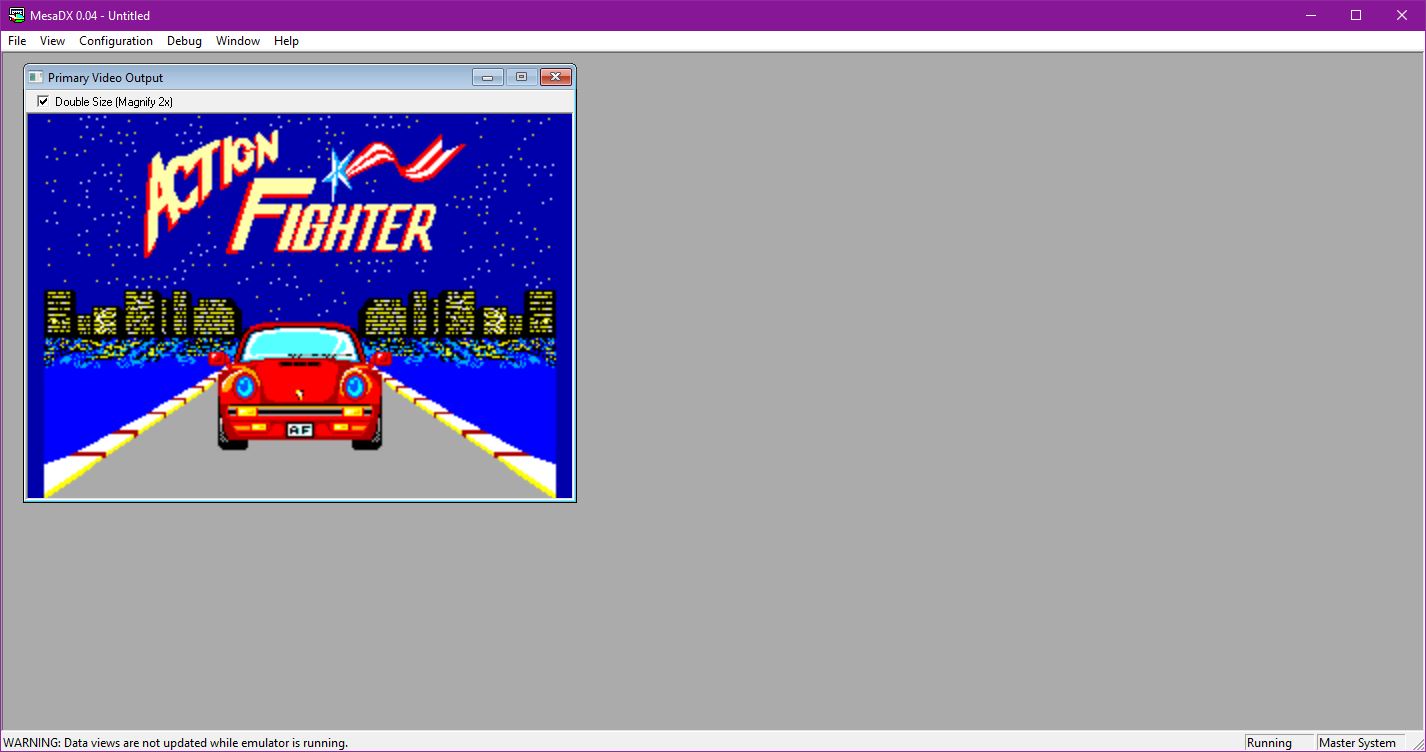 MesaDX 0.04 - Untitled
File View Configuration Debug Window Help
Primary Video Output
Double Size (Magnify 2x)
ACTION
FIGHTER
AF
WARNING: Data views are not updated while emulator is running.
Running Master System